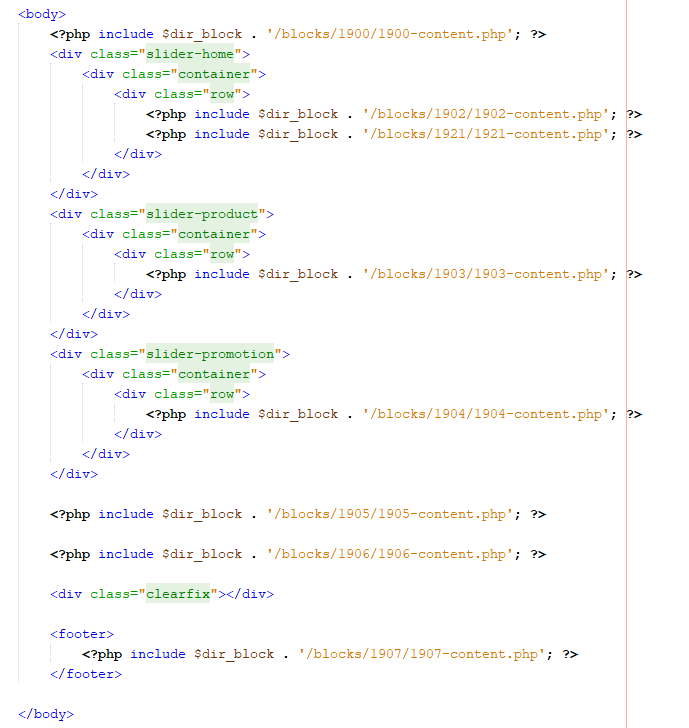 <body>
<?php include $dir_block . '/blocks/1900/1900-content.php'; ?>
<div class="slider-home">
<div class="container">
<div class="row">
<?php include $dir_block . '/blocks/1902/1902-content.php'; ?>
<?php include $dir_block . '/blocks/1921/1921-content.php'; ?>
</div>
</div>
</div>
<div class="slider-product">
<div class="container">
<div class="row">
<?php include $dir_block . '/blocks/1903/1903-content.php'; ?>
</div>
</div>
</div>
<div class="slider-promotion">
<div class="container">
<div class="row">
<?php include $dir_block . '/blocks/1904/1904-content.php'; ?>
</div>
</div>
</div>
<?php include $dir_block . '/blocks/1905/1905-content.php'; ?>
<?php include $dir_block . '/blocks/1906/1906-content.php'; ?>
<div class="clearfix"></div>
<footer>
<?php include $dir_block . '/blocks/1907/1907-content.php'; ?>
</footer>
</body>